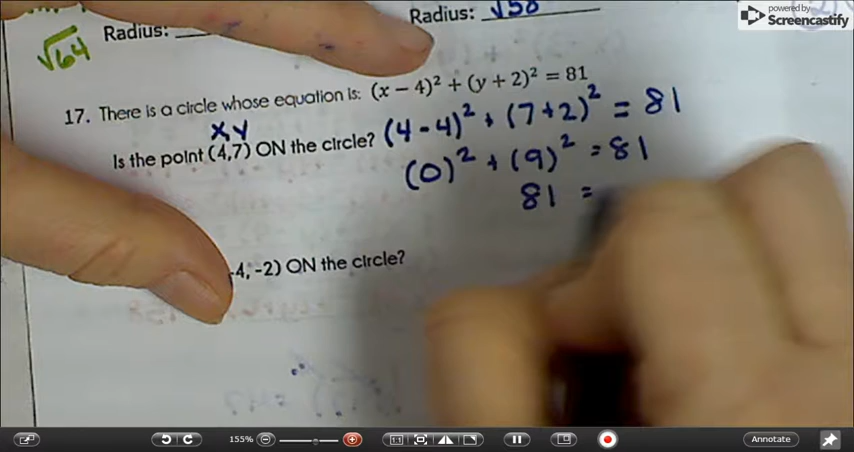 powered by
Screencastify
√64
Radius:
Radius: √50
17. There is a circle whose equation is: (x − 4)² + (y + 2)² = 81
x, y
Is the point (4,7) ON the circle? (4 - 4)² + (7 + 2)² = 81
(0)² + (9)² = 81
81 =
4, -2) ON the circle?
155%
1:1
Annotate